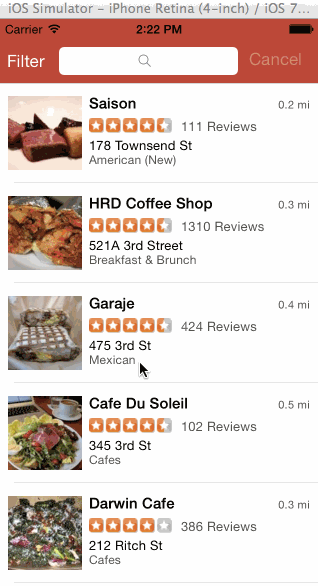 iOS Simulator - iPhone Retina (4-inch) / iOS 7...
Carrier 2:22 PM
Filter Cancel
Saison 0.2 mi
111 Reviews
178 Townsend St
American (New)
HRD Coffee Shop 0.3 mi
1310 Reviews
521A 3rd Street
Breakfast & Brunch
Garaje 0.4 mi
424 Reviews
475 3rd St
Mexican
Cafe Du Soleil 0.5 mi
102 Reviews
345 3rd St
Cafes
Darwin Cafe 0.3 mi
386 Reviews
212 Ritch St
Cafes